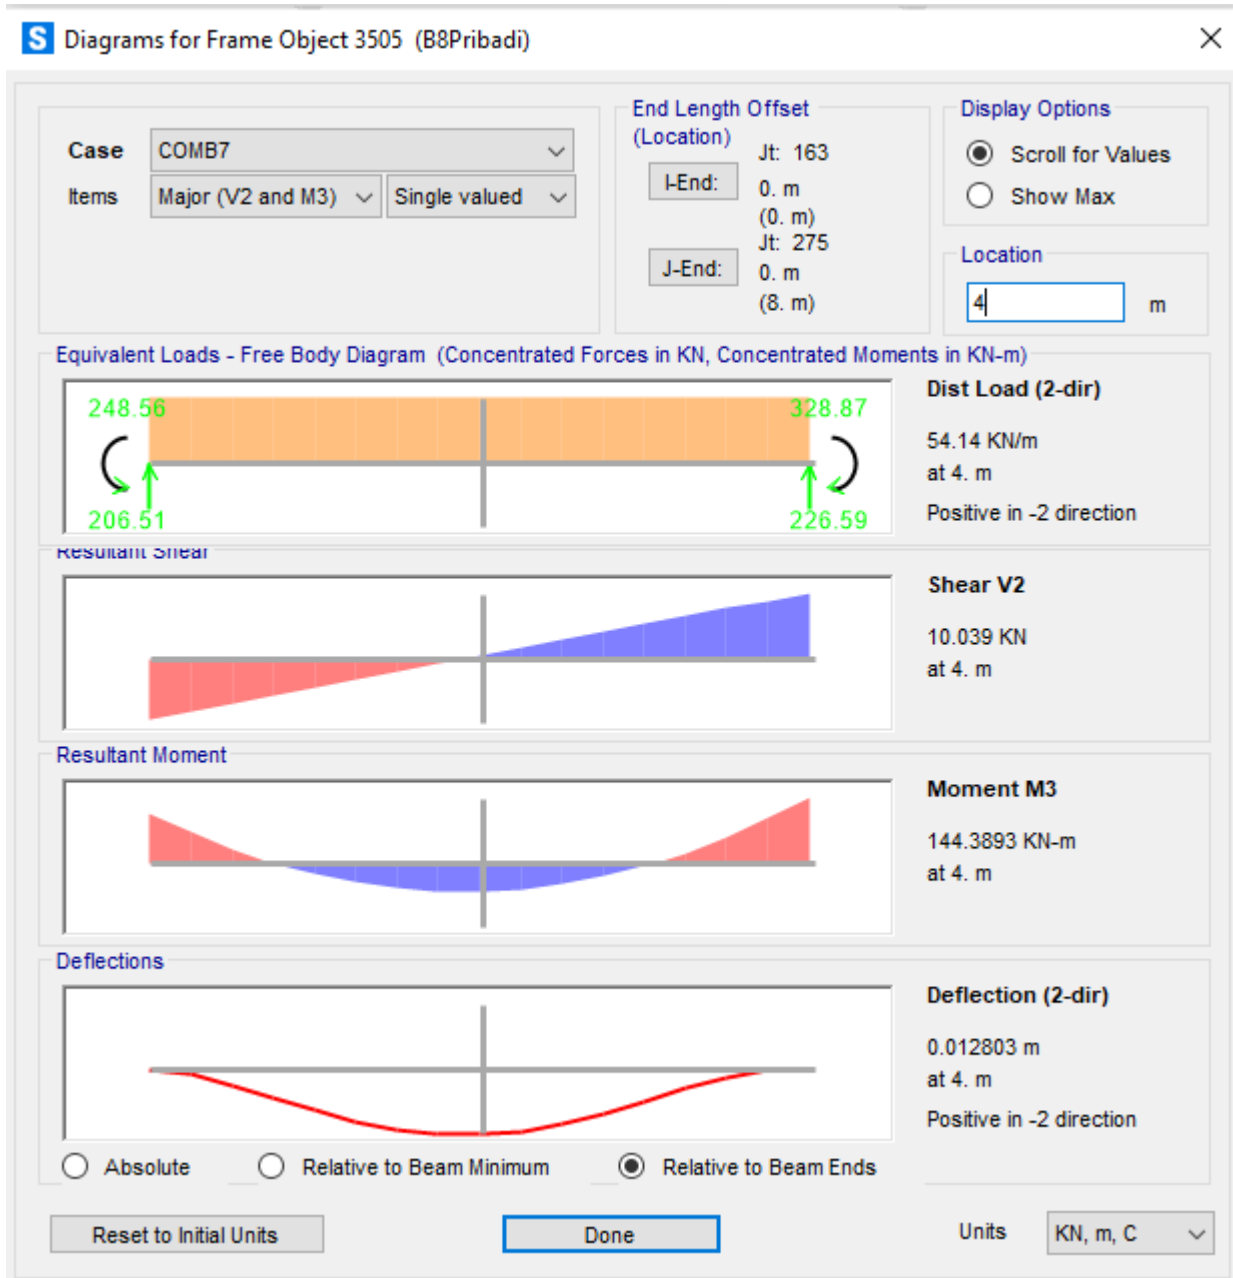 S Diagrams for Frame Object 3505 (B8Pribadi)
Case COMB7
Items Major (V2 and M3) Single valued
End Length Offset
(Location)
I-End: Jt: 163
0. m
(0. m)
J-End: Jt: 275
0. m
(8. m)
Display Options
Scroll for Values
Show Max
Location
4 m
Equivalent Loads - Free Body Diagram (Concentrated Forces in KN, Concentrated Moments in KN-m)
248.56 328.87
206.51 226.59
Dist Load (2-dir)
54.14 KN/m
at 4. m
Positive in -2 direction
Resultant Shear
Shear V2
10.039 KN
at 4. m
Resultant Moment
Moment M3
144.3893 KN-m
at 4. m
Deflections
Deflection (2-dir)
0.012803 m
at 4. m
Positive in -2 direction
Absolute Relative to Beam Minimum Relative to Beam Ends
Reset to Initial Units Done Units KN, m, C